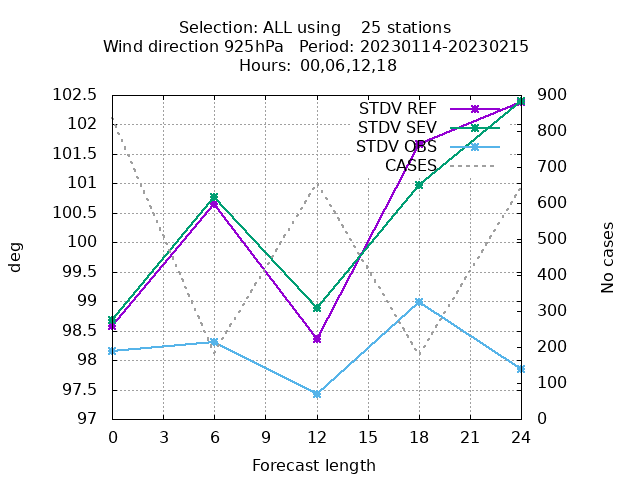 Selection: ALL using    25 stations
Wind direction 925hPa   Period: 20230114-20230215
Hours: 00,06,12,18
STDV REF
STDV SEV
STDV OBS
CASES
deg
102.5
102
101.5
101
100.5
100
99.5
99
98.5
98
97.5
97
900
800
700
600
500
400
300
200
100
0
No cases
0 3 6 9 12 15 18 21 24
Forecast length